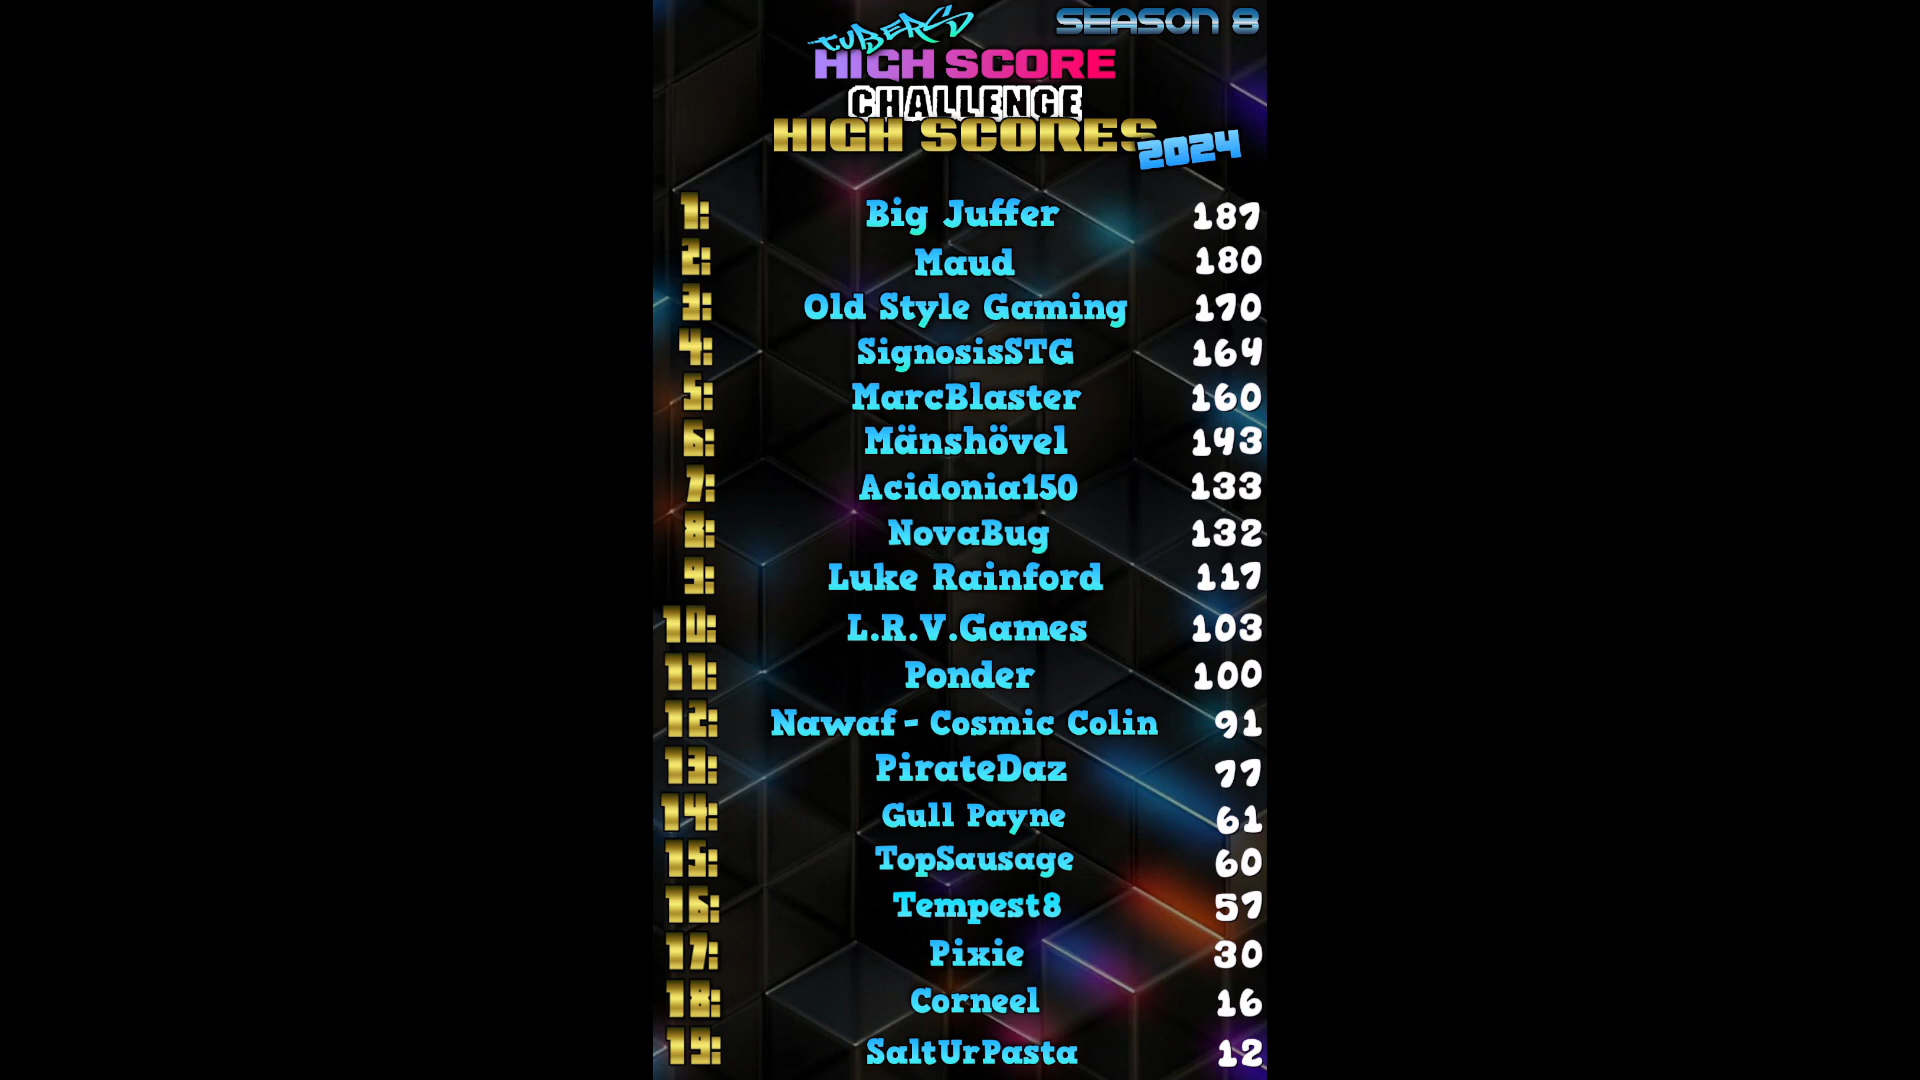 TUBERS
SEASON 8
HIGH SCORE
CHALLENGE
HIGH SCORES
2024
1: Big Juffer 187
2: Maud 180
3: Old Style Gaming 170
4: SignosisSTG 164
5: MarcBlaster 160
6: Mänshövel 143
7: Acidonia150 133
8: NovaBug 132
9: Luke Rainford 117
10: L.R.V.Games 103
11: Ponder 100
12: Nawaf - Cosmic Colin 91
13: PirateDaz 77
14: Gull Payne 61
15: TopSausage 60
16: Tempest8 57
17: Pixie 30
18: Corneel 16
19: SaltUrPasta 12